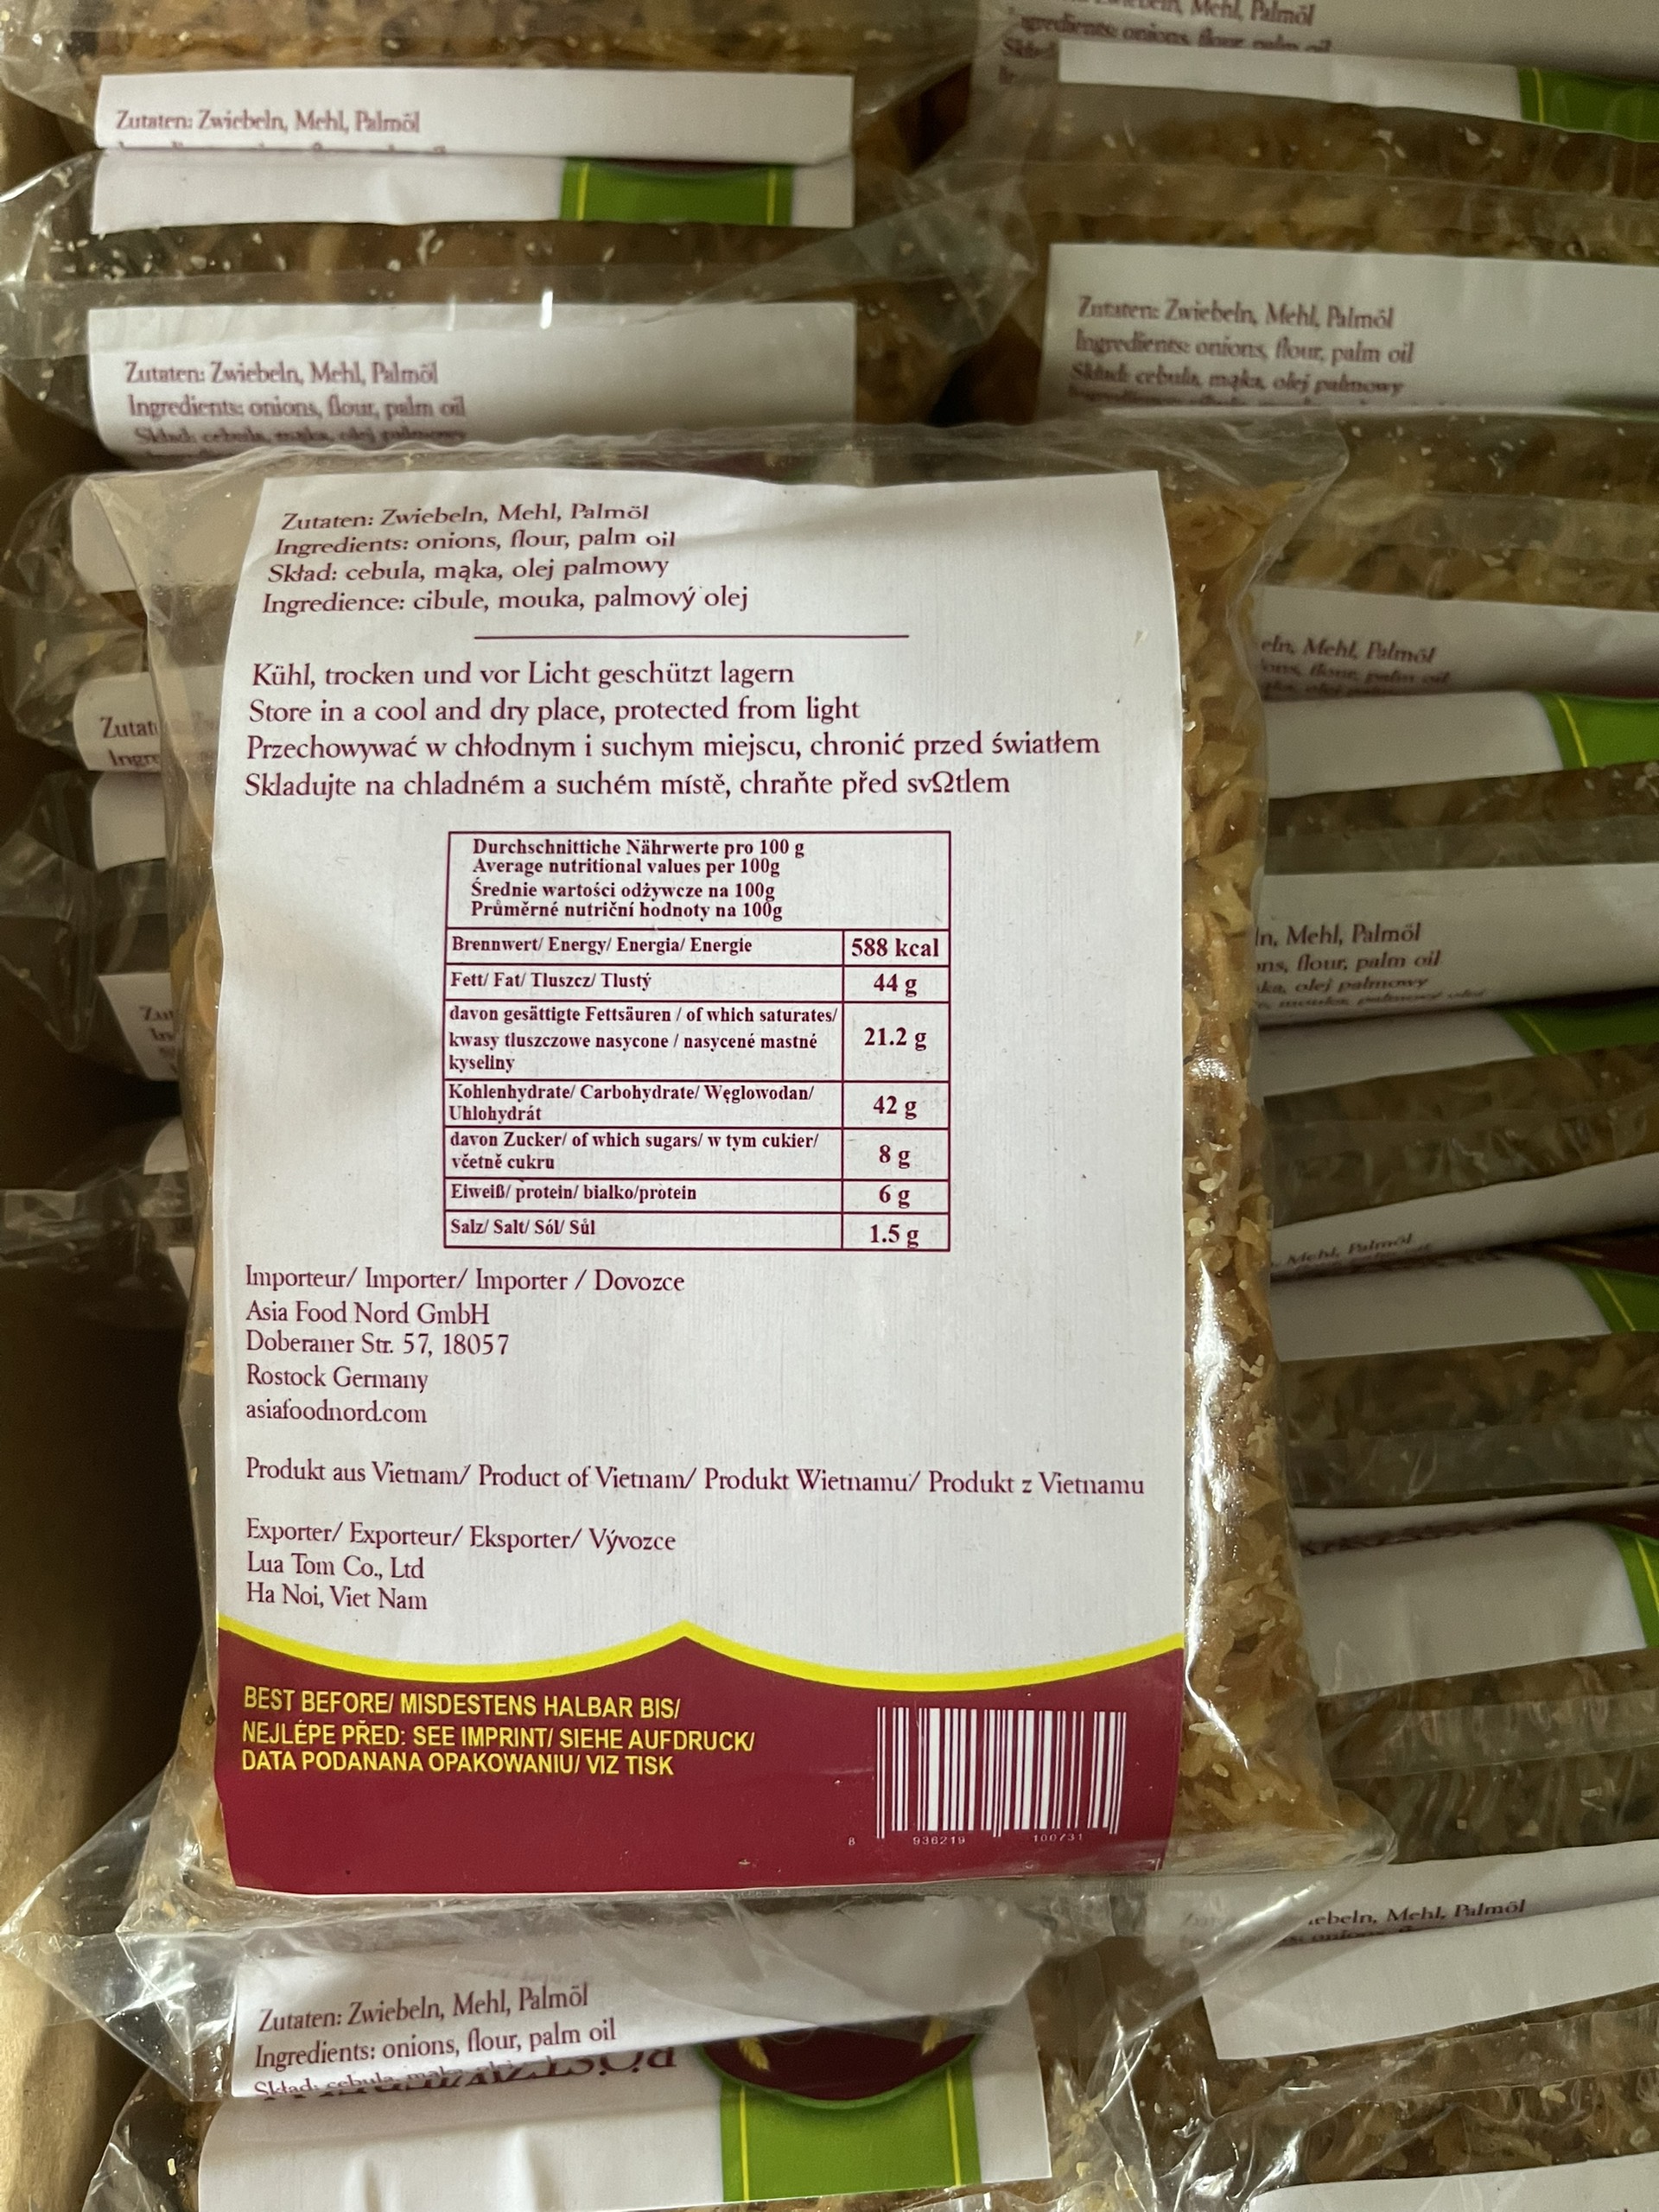 Zutaten: Zwiebeln, Mehl, Palmöl
Mehl, Palmöl
Zutaten: Zwiebeln, Mehl, Palmöl
Ingredients: onions, flour, palm oil
Zutaten: Zwiebeln, Mehl, Palmöl
Ingredients: onions, flour, palm oil
Skład: cebula, mąka, olej palmowy
Zutaten: Zwiebeln, Mehl, Palmöl
Ingredients: onions, flour, palm oil
Skład: cebula, mąka, olej palmowy
Ingredience: cibule, mouka, palmový olej
Kühl, trocken und vor Licht geschützt lagern
Store in a cool and dry place, protected from light
Przechowywać w chłodnym i suchym miejscu, chronić przed światłem
Skladujte na chladném a suchém místě, chraňte před svΩtlem
Durchschnittiche Nährwerte pro 100 g
Average nutritional values per 100g
Średnie wartości odżywcze na 100g
Průměrné nutriční hodnoty na 100g
Brennwert/ Energy/ Energia/ Energie 588 kcal
Fett/ Fat/ Tluszcz/ Tlustý 44 g
davon gesättigte Fettsäuren / of which saturates/
kwasy tluszczowe nasycone / nasycené mastné
kyseliny 21.2 g
Kohlenhydrate/ Carbohydrate/ Węglowodan/
Uhlohydrát 42 g
davon Zucker/ of which sugars/ w tym cukier/
včetně cukru 8 g
Eiweiß/ protein/ bialko/protein 6 g
Salz/ Salt/ Sól/ Sůl 1.5 g
Importeur/ Importer/ Importer / Dovozce
Asia Food Nord GmbH
Doberaner Str. 57, 18057
Rostock Germany
asiafoodnord.com
Produkt aus Vietnam/ Product of Vietnam/ Produkt Wietnamu/ Produkt z Vietnamu
Exporter/ Exporteur/ Eksporter/ Vývozce
Lua Tom Co., Ltd
Ha Noi, Viet Nam
BEST BEFORE/ MISDESTENS HALBAR BIS/
NEJLÉPE PŘED: SEE IMPRINT/ SIEHE AUFDRUCK/
DATA PODANANA OPAKOWANIU/ VIZ TISK
8 936219 100731
Mehl, Palmöl
Mehl, Palmöl
flour, palm oil
olej palmowy
Mehl, Palmöl
Mehl, Palmöl
Zutaten: Zwiebeln, Mehl, Palmöl
Ingredients: onions, flour, palm oil